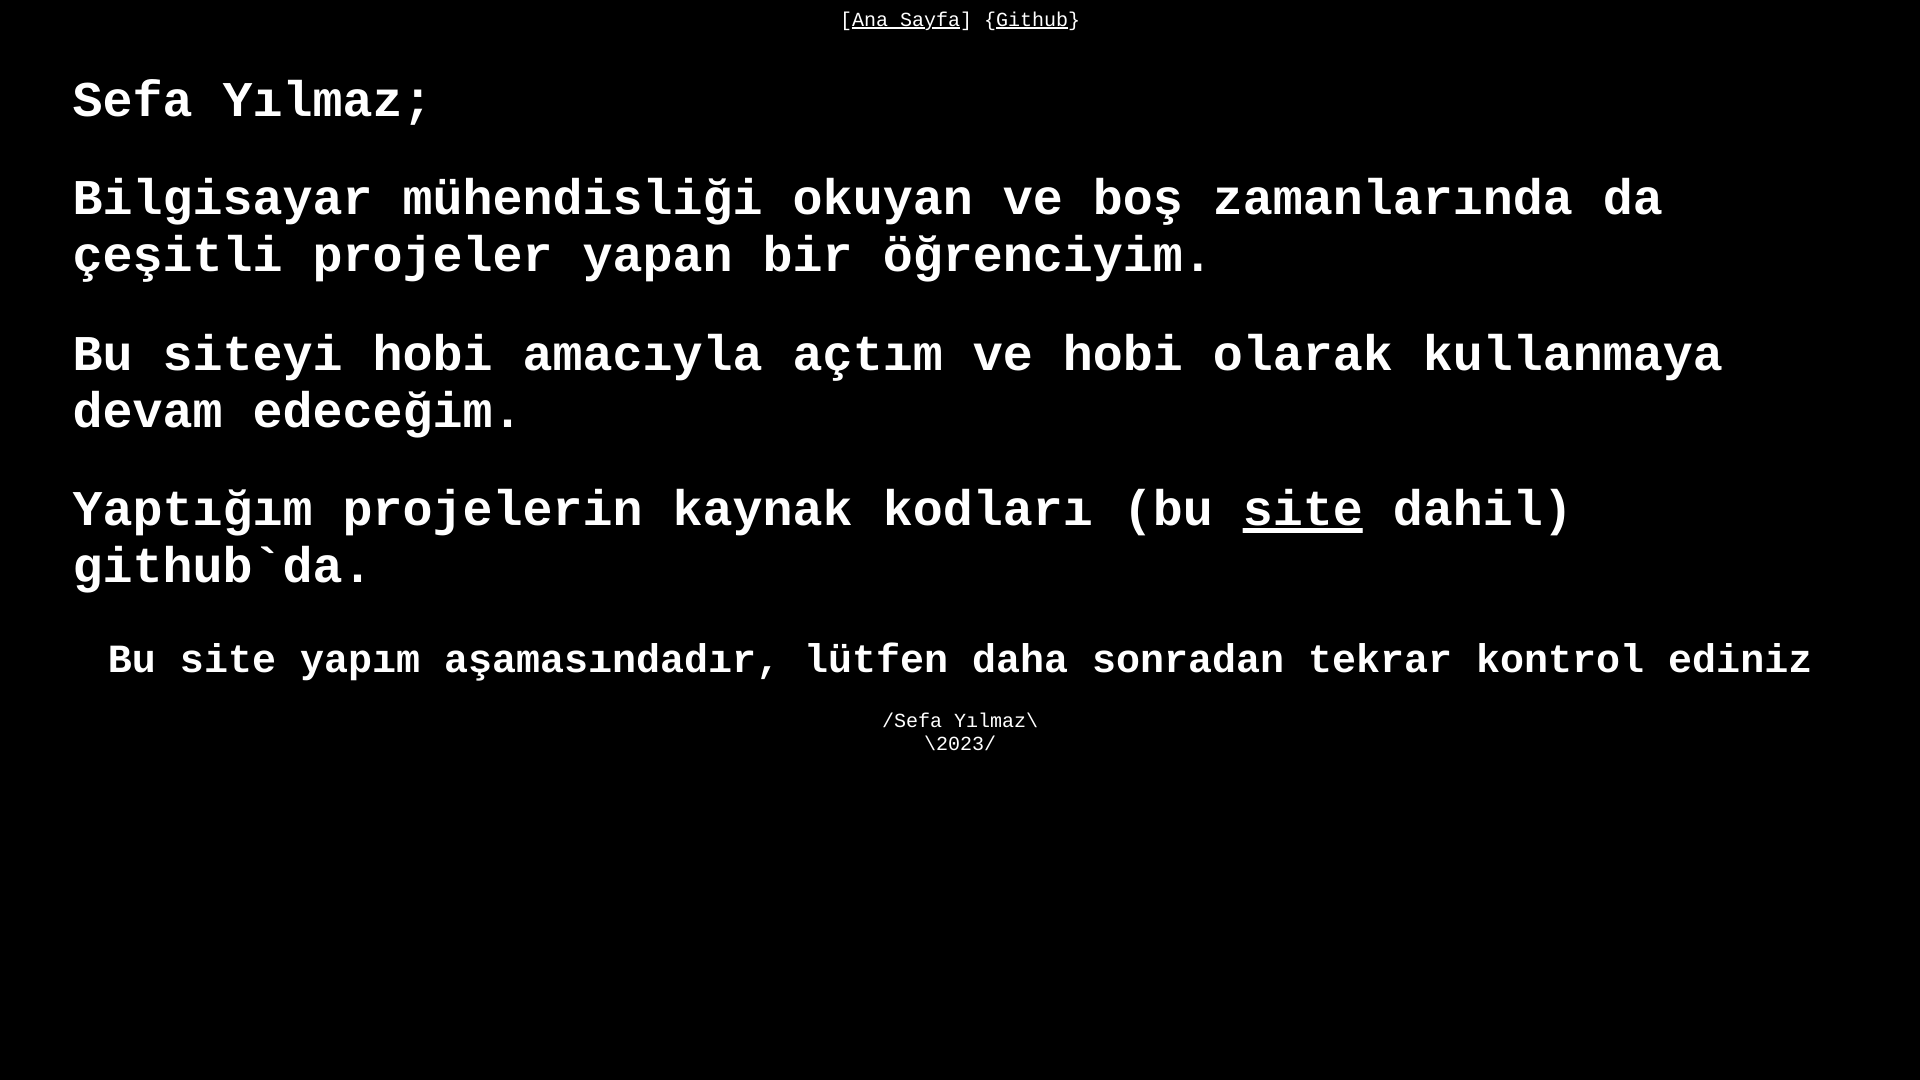 [Ana Sayfa] {Github}
Sefa Yılmaz;
Bilgisayar mühendisliği okuyan ve boş zamanlarında da
çeşitli projeler yapan bir öğrenciyim.
Bu siteyi hobi amacıyla açtım ve hobi olarak kullanmaya
devam edeceğim.
Yaptığım projelerin kaynak kodları (bu site dahil)
github`da.
Bu site yapım aşamasındadır, lütfen daha sonradan tekrar kontrol ediniz
/Sefa Yılmaz\
\2023/